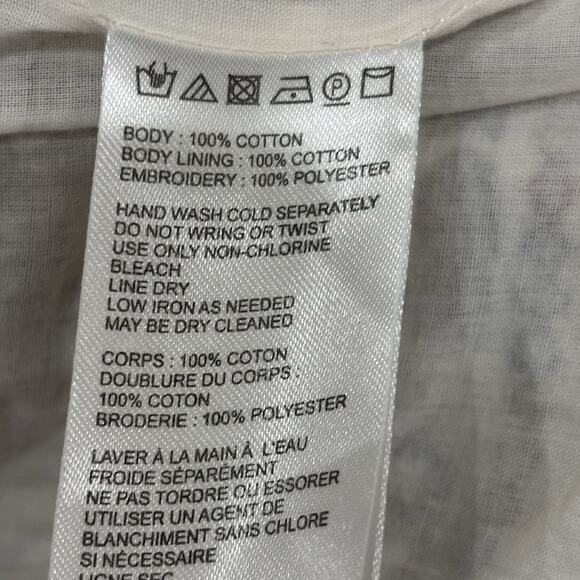 P
BODY : 100% COTTON
BODY LINING : 100% COTTON
EMBROIDERY : 100% POLYESTER
HAND WASH COLD SEPARATELY
DO NOT WRING OR TWIST
USE ONLY NON-CHLORINE
BLEACH
LINE DRY
LOW IRON AS NEEDED
MAY BE DRY CLEANED
CORPS : 100% COTON
DOUBLURE DU CORPS :
100% COTON
BRODERIE : 100% POLYESTER
LAVER À LA MAIN À L'EAU
FROIDE SÉPARÉMENT
NE PAS TORDRE OU ESSORER
UTILISER UN AGENT DE
BLANCHIMENT SANS CHLORE
SI NÉCESSAIRE
LIGNE SEC